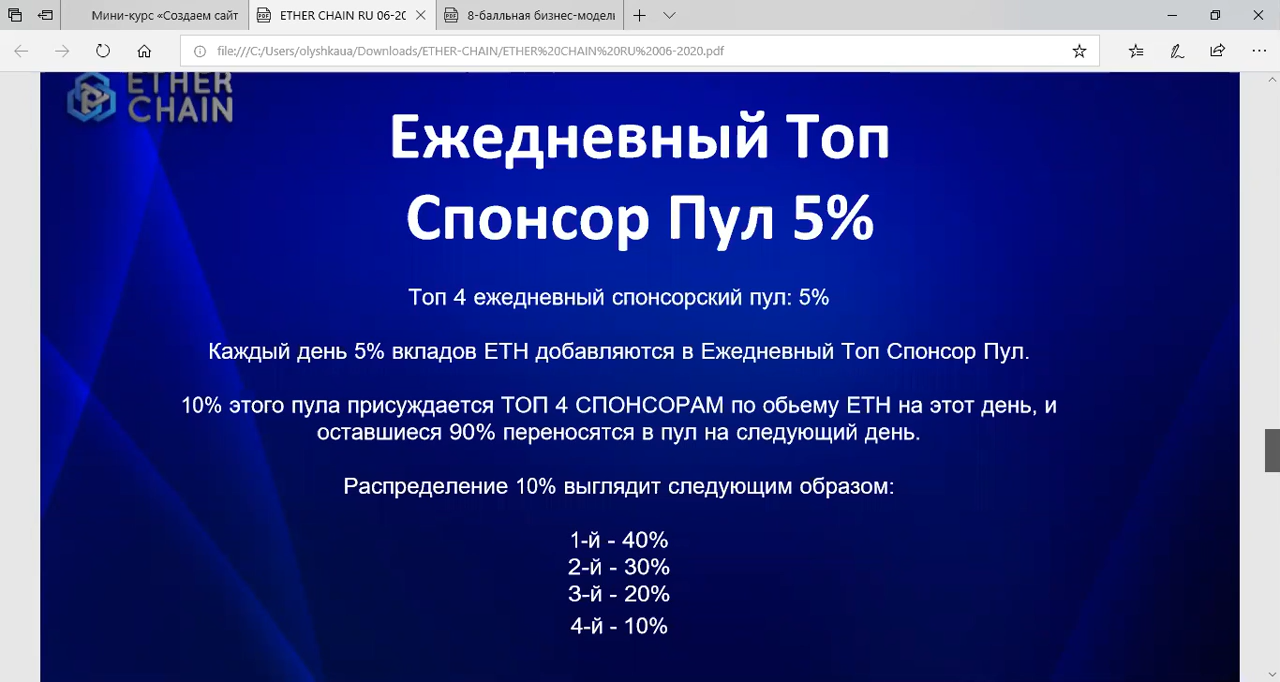 Мини-курс «Создаем сайт
ETHER CHAIN RU 06-20
8-балльная бизнес-модель
file:///C:/Users/olyshkaua/Downloads/ETHER-CHAIN/ETHER%20CHAIN%20RU%2006-2020.pdf
ETHER
CHAIN
Ежедневный Топ
Спонсор Пул 5%
Топ 4 ежедневный спонсорский пул: 5%
Каждый день 5% вкладов ETH добавляются в Ежедневный Топ Спонсор Пул.
10% этого пула присуждается ТОП 4 СПОНСОРАМ по обьему ETH на этот день, и
оставшиеся 90% переносятся в пул на следующий день.
Распределение 10% выглядит следующим образом:
1-й - 40%
2-й - 30%
3-й - 20%
4-й - 10%